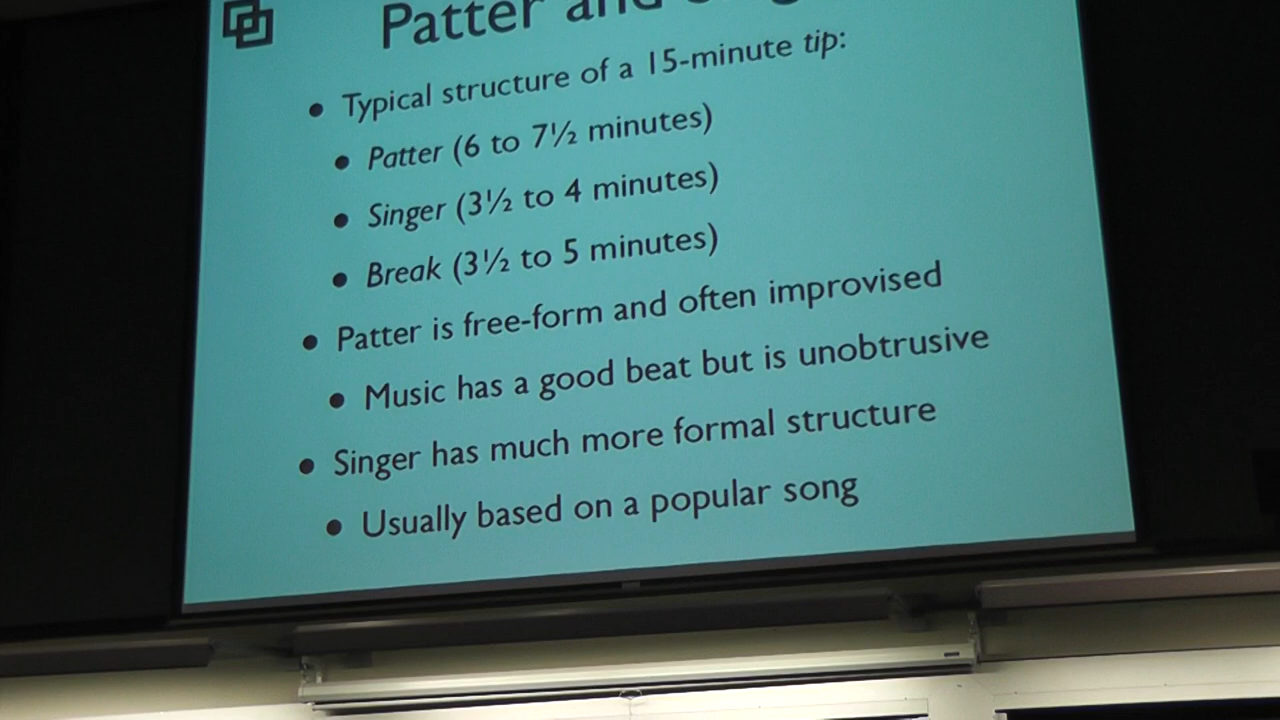 Patter and
Typical structure of a 15-minute tip:
Patter (6 to 7½ minutes)
Singer (3½ to 4 minutes)
Break (3½ to 5 minutes)
Patter is free-form and often improvised
Music has a good beat but is unobtrusive
Singer has much more formal structure
Usually based on a popular song